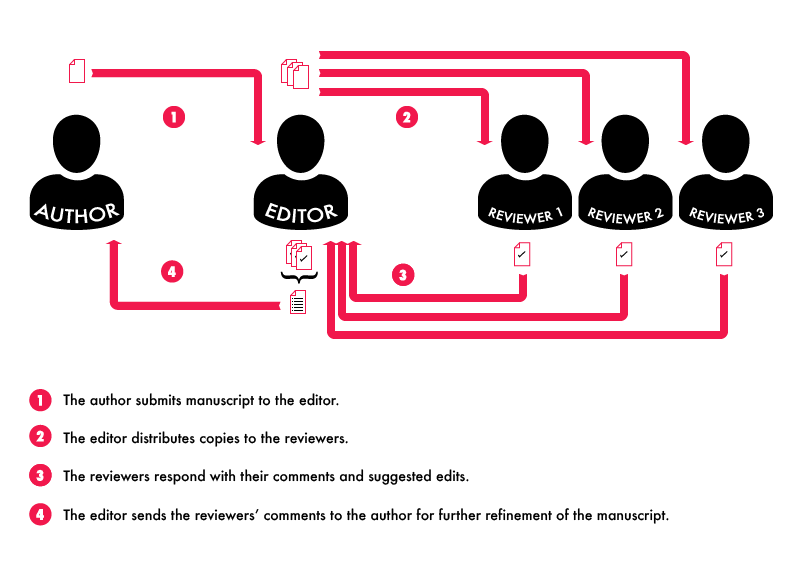 1
2
AUTHOR
EDITOR
REVIEWER 1
REVIEWER 2
REVIEWER 3
4
3
1 The author submits manuscript to the editor.
2 The editor distributes copies to the reviewers.
3 The reviewers respond with their comments and suggested edits.
4 The editor sends the reviewers’ comments to the author for further refinement of the manuscript.